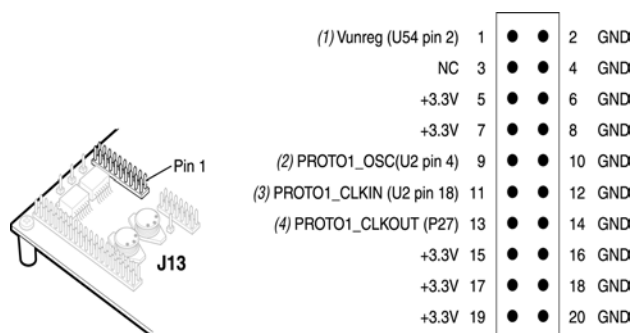 (1) Vunreg (U54 pin 2) 1 2 GND
NC 3 4 GND
+3.3V 5 6 GND
+3.3V 7 8 GND
(2) PROTO1_OSC(U2 pin 4) 9 10 GND
(3) PROTO1_CLKIN (U2 pin 18) 11 12 GND
(4) PROTO1_CLKOUT (P27) 13 14 GND
+3.3V 15 16 GND
+3.3V 17 18 GND
+3.3V 19 20 GND
Pin 1
J13